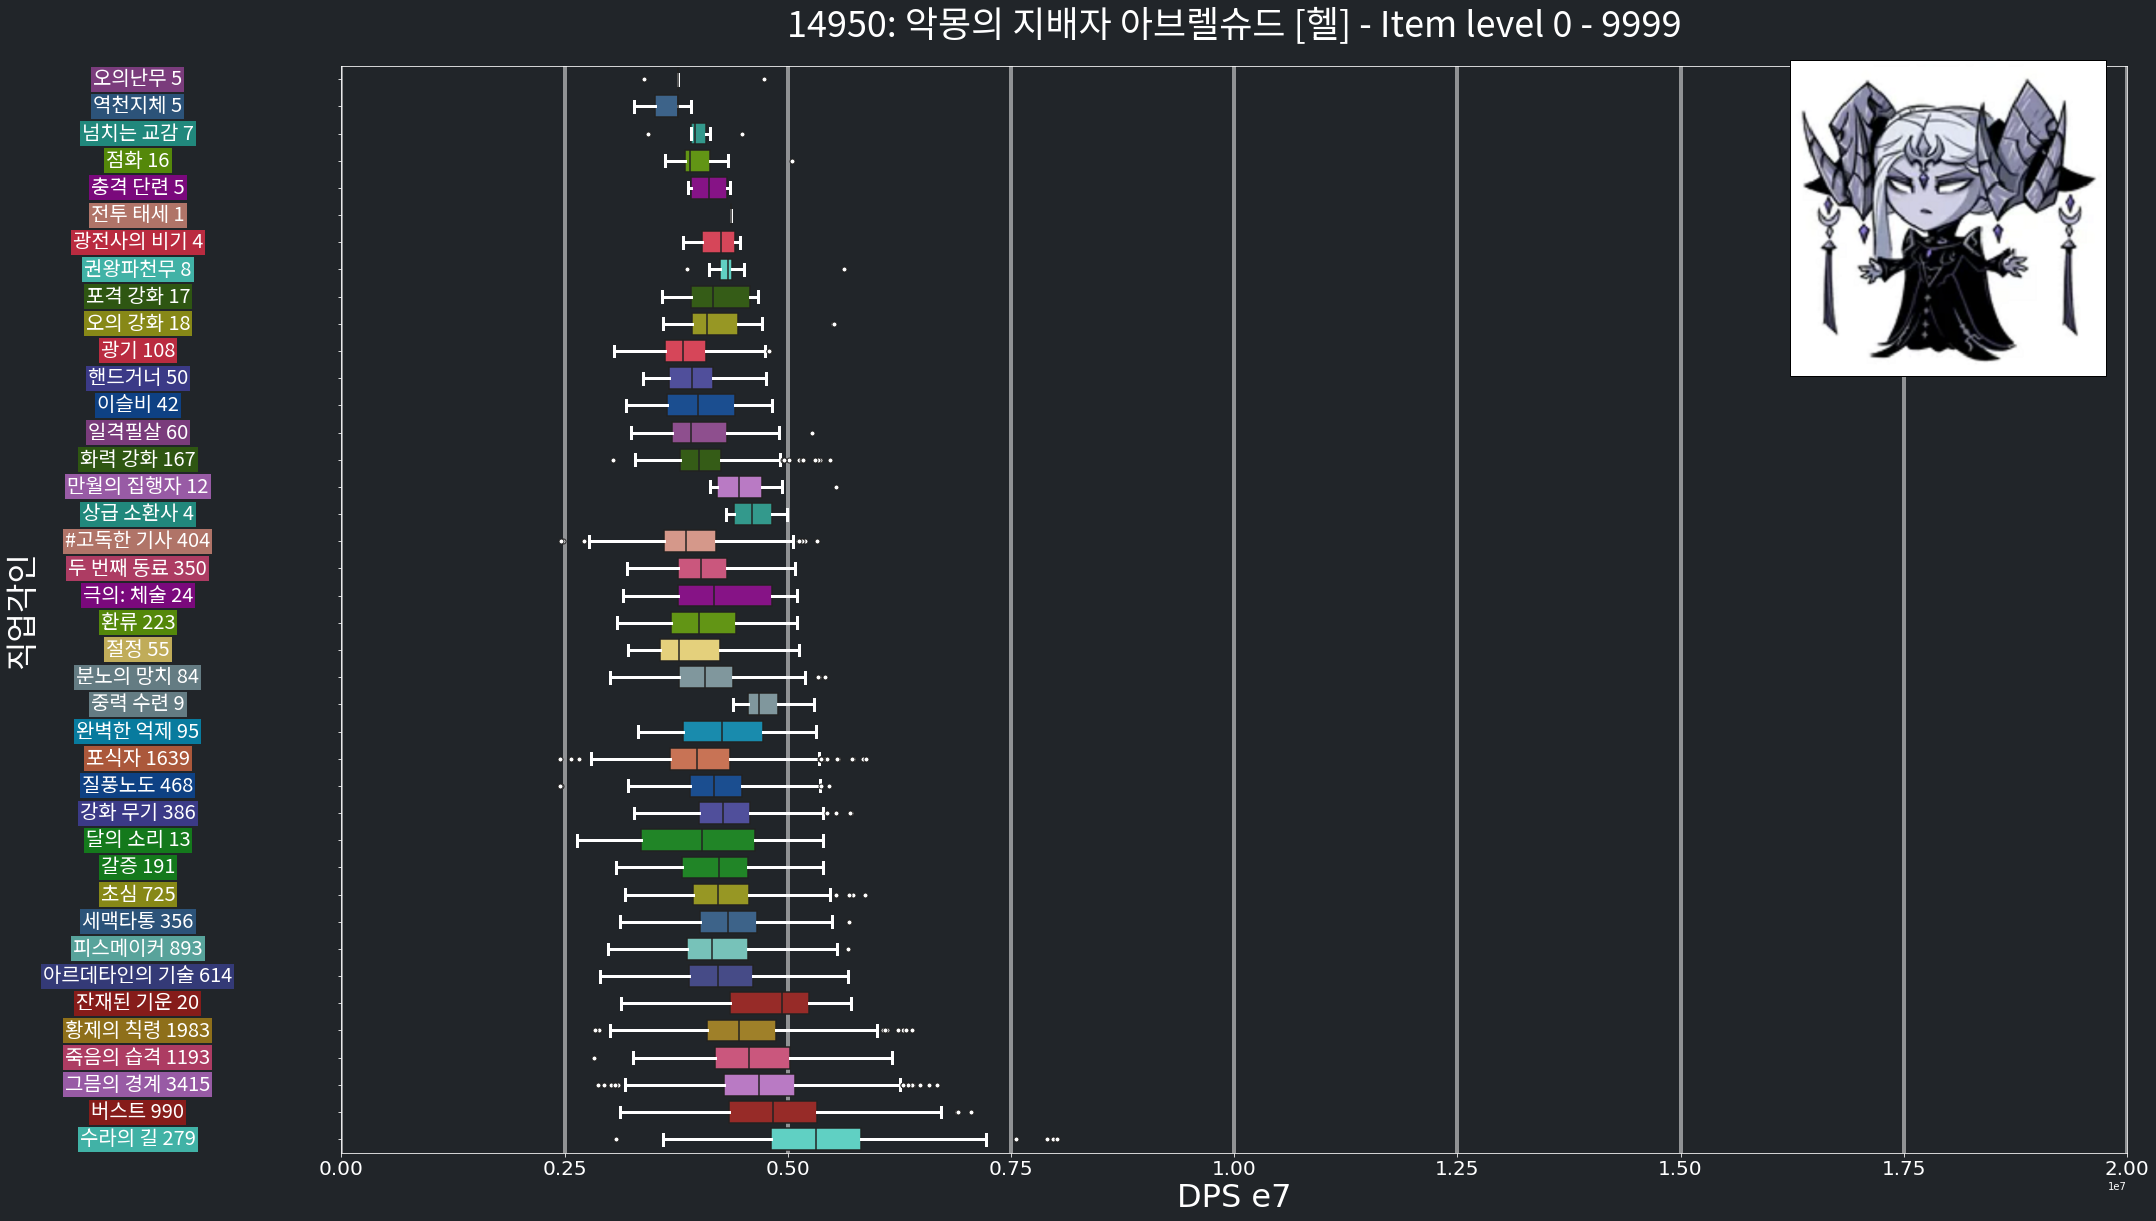 14950: 악몽의 지배자 아브렐슈드 [헬] - Item level 0 - 9999
직업각인
오의난무 5
역천지체 5
넘치는 교감 7
점화 16
충격 단련 5
전투 태세 1
광전사의 비기 4
권왕파천무 8
포격 강화 17
오의 강화 18
광기 108
핸드거너 50
이슬비 42
일격필살 60
화력 강화 167
만월의 집행자 12
상급 소환사 4
#고독한 기사 404
두 번째 동료 350
극의: 체술 24
환류 223
절정 55
분노의 망치 84
중력 수련 9
완벽한 억제 95
포식자 1639
질풍노도 468
강화 무기 386
달의 소리 13
갈증 191
초심 725
세맥타통 356
피스메이커 893
아르데타인의 기술 614
잔재된 기운 20
황제의 칙령 1983
죽음의 습격 1193
그믐의 경계 3415
버스트 990
수라의 길 279
0.00 0.25 0.50 0.75 1.00 1.25 1.50 1.75 2.00
1e7
DPS e7